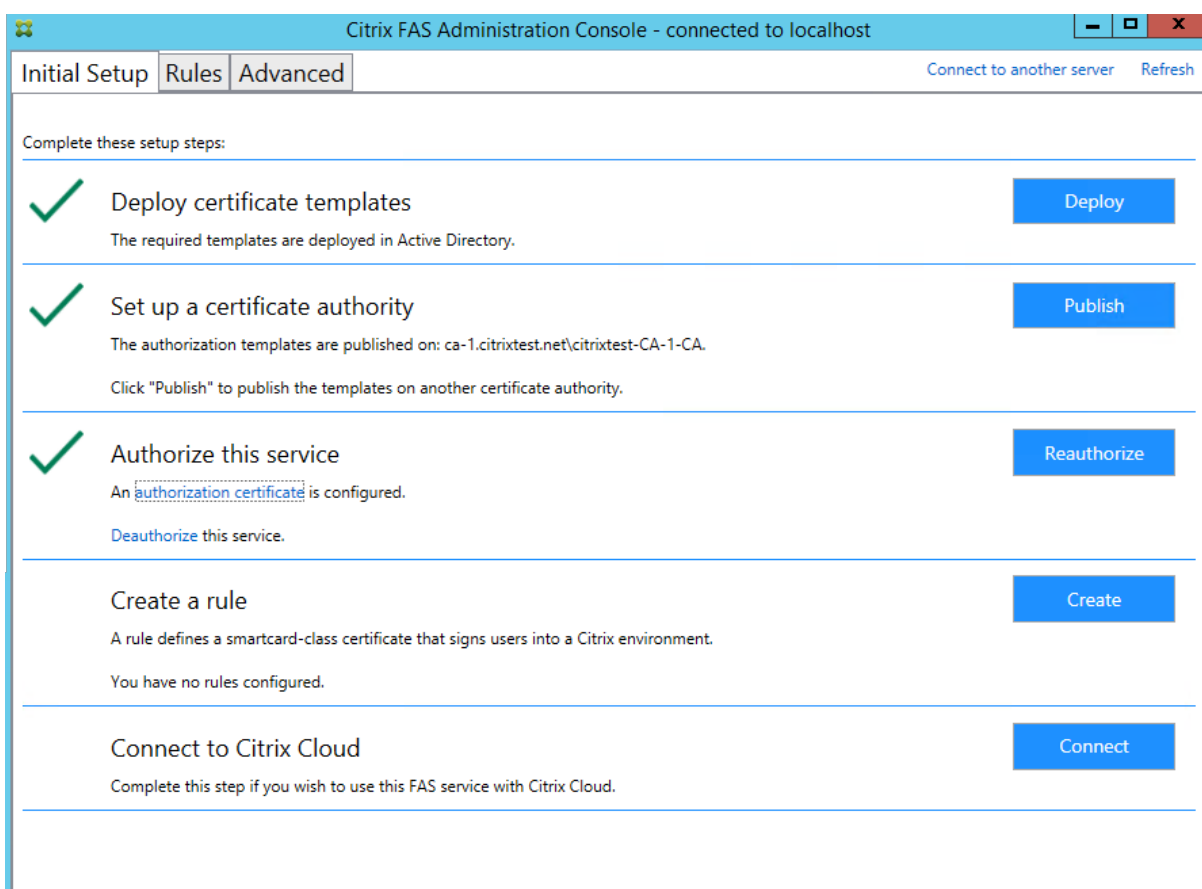 Citrix FAS Administration Console - connected to localhost
Initial Setup Rules Advanced Connect to another server Refresh
Complete these setup steps:
Deploy certificate templates Deploy
The required templates are deployed in Active Directory.
Set up a certificate authority Publish
The authorization templates are published on: ca-1.citrixtest.net\citrixtest-CA-1-CA.
Click "Publish" to publish the templates on another certificate authority.
Authorize this service Reauthorize
An authorization certificate is configured.
Deauthorize this service.
Create a rule Create
A rule defines a smartcard-class certificate that signs users into a Citrix environment.
You have no rules configured.
Connect to Citrix Cloud Connect
Complete this step if you wish to use this FAS service with Citrix Cloud.